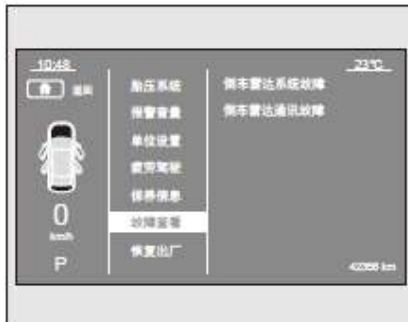 10:48
23℃
返回
胎压系统
报警音量
单位设置
疲劳驾驶
保养信息
故障查看
恢复出厂
倒车雷达系统故障
倒车雷达通讯故障
0
km/h
P